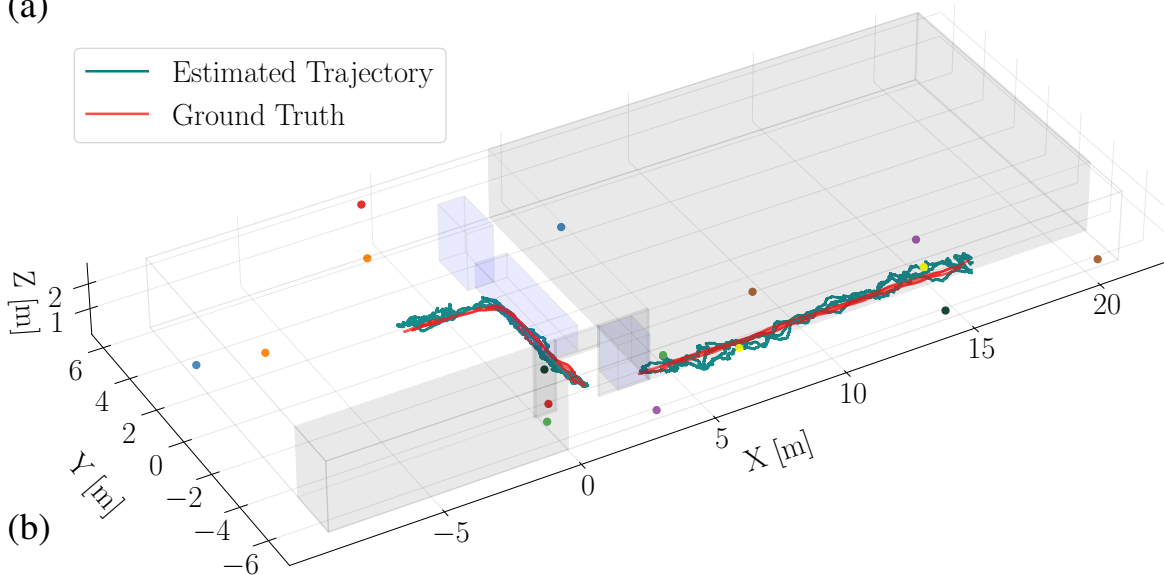 (a)
Estimated Trajectory
Ground Truth
Z [m]
2
1
6
4
2
0
−2
−4
−6
Y [m]
−5
0
5
10
15
20
X [m]
(b)